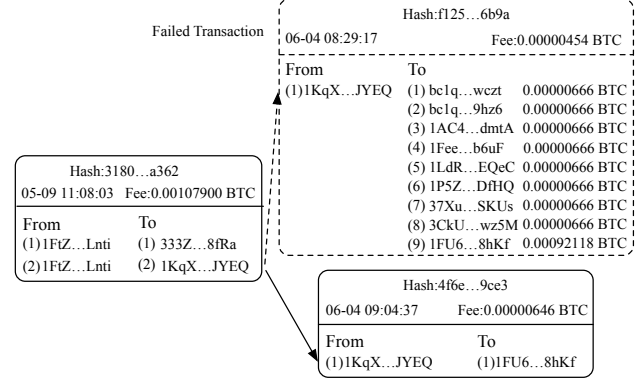 Failed Transaction
Hash:f125…6b9a
06-04 08:29:17 Fee:0.00000454 BTC
From To
(1)1KqX…JYEQ (1) bc1q…wczt 0.00000666 BTC
(2) bc1q…9hz6 0.00000666 BTC
(3) 1AC4…dmtA 0.00000666 BTC
(4) 1Fee…b6uF 0.00000666 BTC
(5) 1LdR…EQeC 0.00000666 BTC
(6) 1P5Z…DfHQ 0.00000666 BTC
(7) 37Xu…SKUs 0.00000666 BTC
(8) 3CkU…wz5M 0.00000666 BTC
(9) 1FU6…8hKf 0.00092118 BTC
Hash:3180…a362
05-09 11:08:03 Fee:0.00107900 BTC
From To
(1)1FtZ…Lnti (1) 333Z…8fRa
(2)1FtZ…Lnti (2) 1KqX…JYEQ
Hash:4f6e…9ce3
06-04 09:04:37 Fee:0.00000646 BTC
From To
(1)1KqX…JYEQ (1)1FU6…8hKf